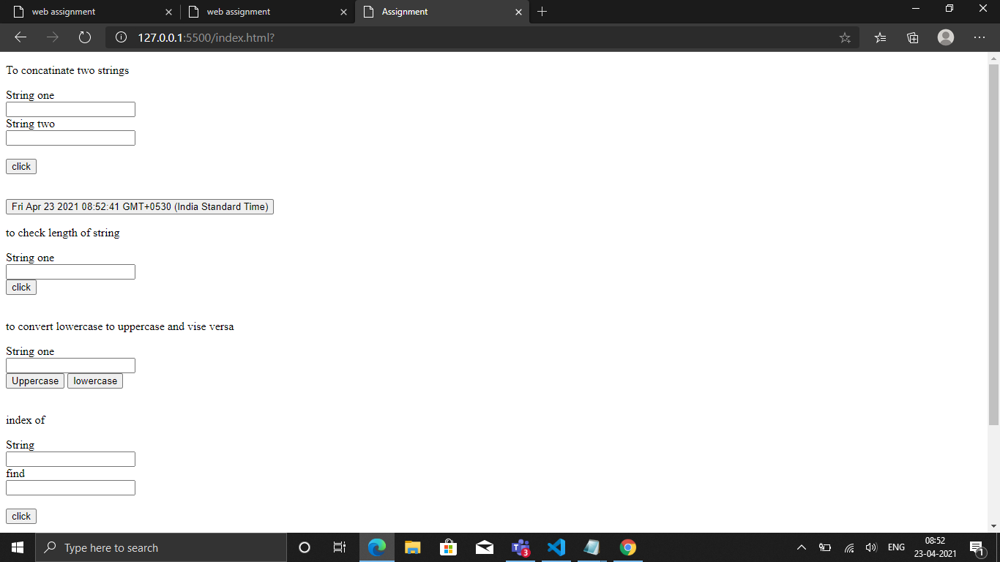 web assignment
web assignment
Assignment
127.0.0.1:5500/index.html?
To concatinate two strings
String one
String two
click
Fri Apr 23 2021 08:52:41 GMT+0530 (India Standard Time)
to check length of string
String one
click
to convert lowercase to uppercase and vise versa
String one
Uppercase lowercase
index of
String
find
click
Type here to search
3
ENG
08:52
23-04-2021
1